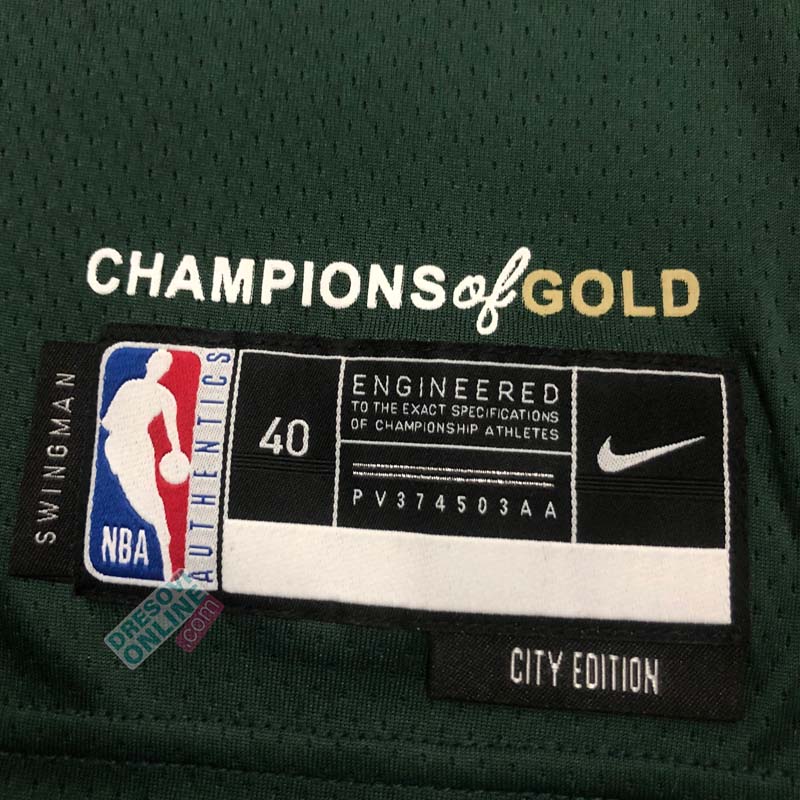 CHAMPIONS of GOLD
SWINGMAN
NBA
AUTHENTICS
40
ENGINEERED
TO THE EXACT SPECIFICATIONS
OF CHAMPIONSHIP ATHLETES
PV374503AA
CITY EDITION
DRESOVI
ONLINE
.com